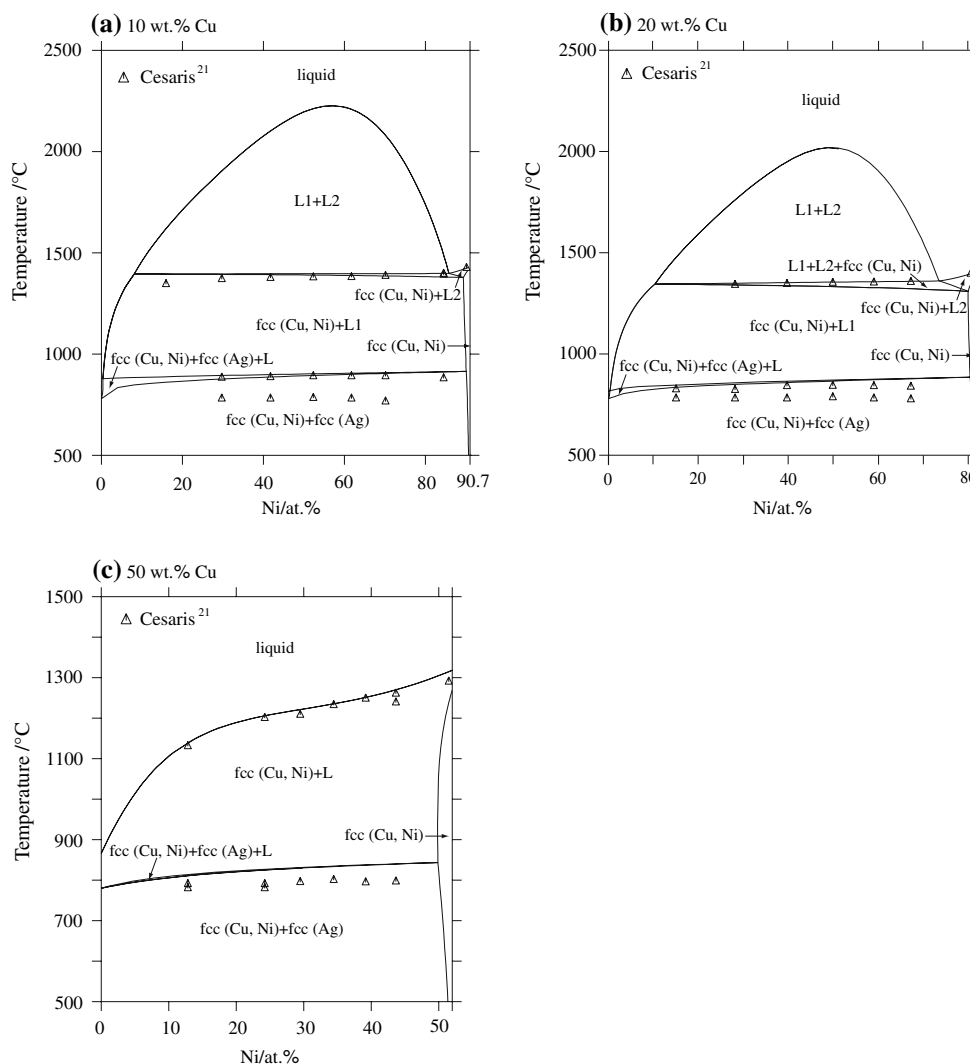 (a) 10 wt.% Cu
2500
2000
1500
1000
500
Temperature /°C
Cesaris 21
liquid
L1+L2
fcc (Cu, Ni)+L2
fcc (Cu, Ni)+L1
fcc (Cu, Ni)
fcc (Cu, Ni)+fcc (Ag)+L
fcc (Cu, Ni)+fcc (Ag)
0 20 40 60 80 90.7
Ni/at.%
(b) 20 wt.% Cu
2500
2000
1500
1000
500
Temperature /°C
Cesaris 21
liquid
L1+L2
L1+L2+fcc (Cu, Ni)
fcc (Cu, Ni)+L2
fcc (Cu, Ni)+L1
fcc (Cu, Ni)
fcc (Cu, Ni)+fcc (Ag)+L
fcc (Cu, Ni)+fcc (Ag)
0 20 40 60
Ni/at.%
(c) 50 wt.% Cu
1500
1300
1100
900
700
500
Temperature /°C
Cesaris 21
liquid
fcc (Cu, Ni)+L
fcc (Cu, Ni)
fcc (Cu, Ni)+fcc (Ag)+L
fcc (Cu, Ni)+fcc (Ag)
0 10 20 30 40 50
Ni/at.%